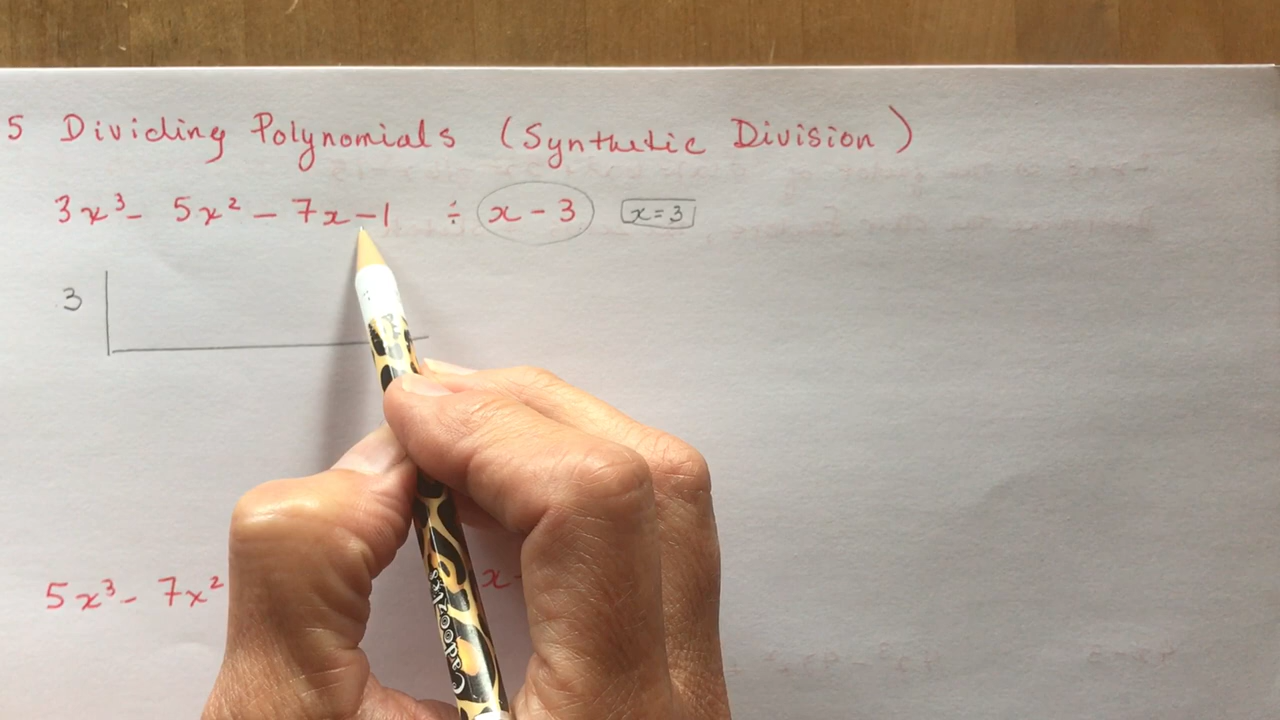 5 Dividing Polynomials (Synthetic Division)
3x³ - 5x² - 7x - 1 ÷ x - 3 x = 3
3
5x³ - 7x² x -